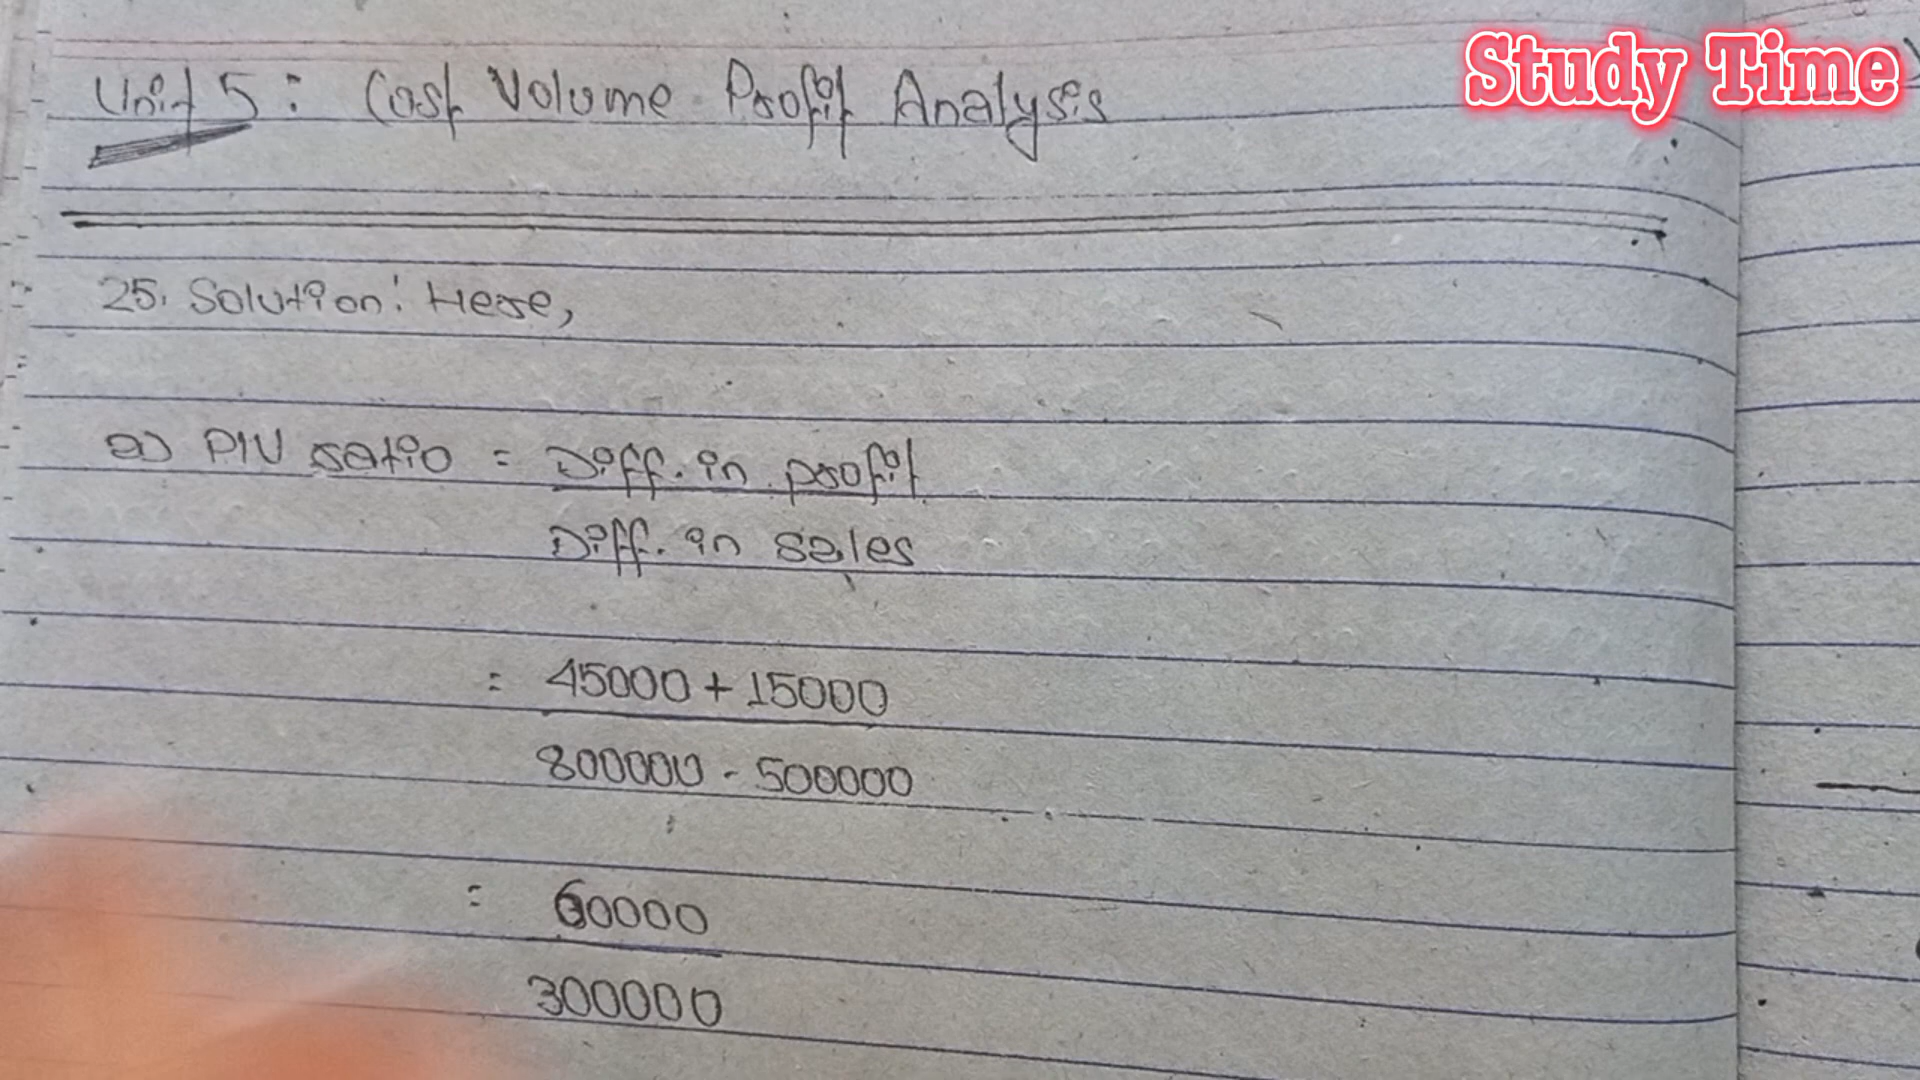 Study Time
Unit 5: Cost Volume Profit Analysis
25. Solution: Here,
a) P/V ratio = Diff. in profit
Diff. in sales
= 45000 + 15000
800000 - 500000
= 60000
300000